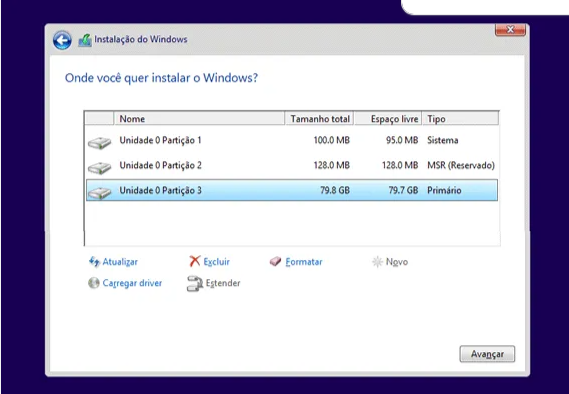 Instalação do Windows
Onde você quer instalar o Windows?
Nome Tamanho total Espaço livre Tipo
Unidade 0 Partição 1 100.0 MB 95.0 MB Sistema
Unidade 0 Partição 2 128.0 MB 128.0 MB MSR (Reservado)
Unidade 0 Partição 3 79.8 GB 79.7 GB Primário
Atualizar Excluir Formatar Novo
Carregar driver Estender
Avançar